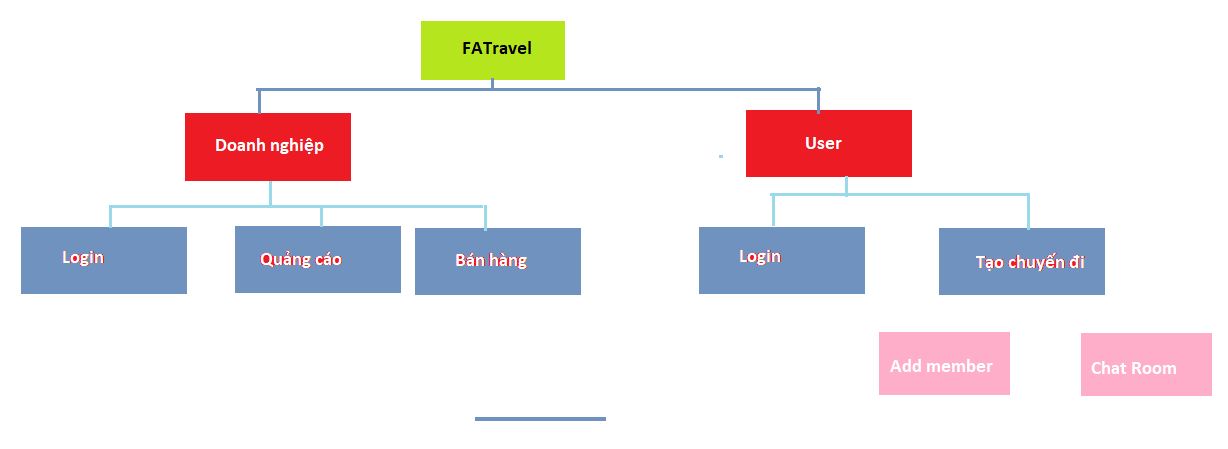 FATravel
Doanh nghiệp
User
Login
Quảng cáo
Bán hàng
Login
Tạo chuyến đi
Add member
Chat Room